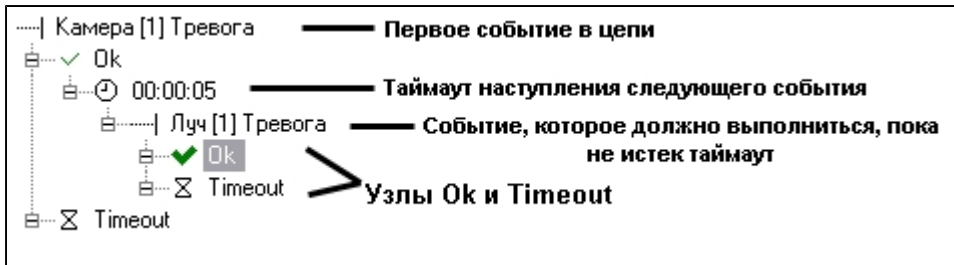 Камера [1] Тревога Первое событие в цепи
Ok
00:00:05 Таймаут наступления следующего события
Луч [1] Тревога Событие, которое должно выполниться, пока
Ok не истек таймаут
Timeout Узлы Ok и Timeout
Timeout